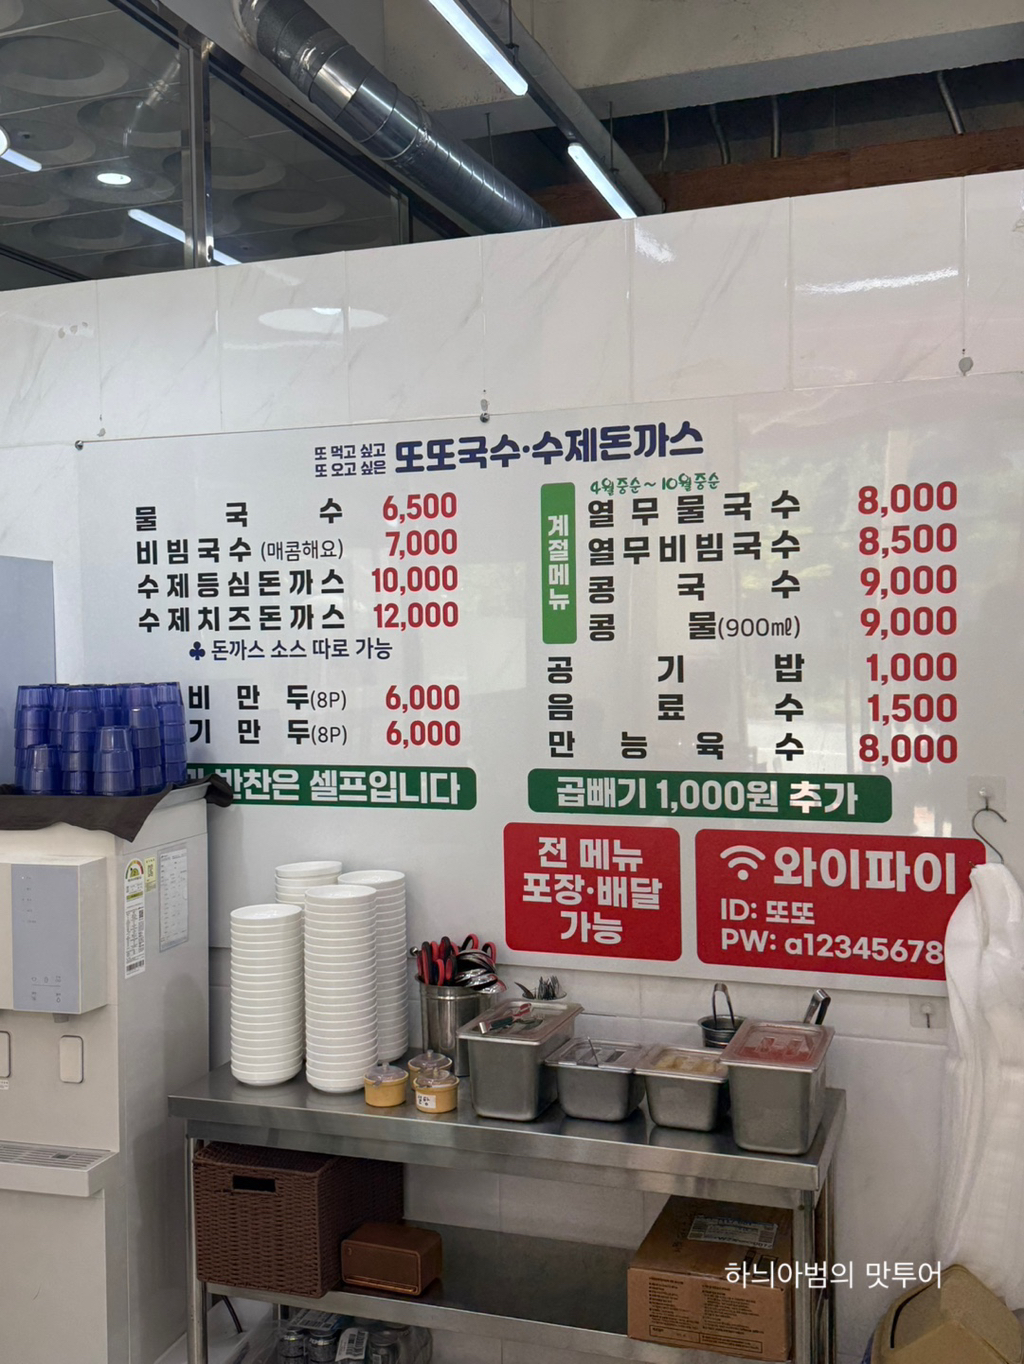 또 먹고 싶고
또 오고 싶은
또또국수·수제돈까스
물국수 6,500
비빔국수 (매콤해요) 7,000
수제등심돈까스 10,000
수제치즈돈까스 12,000
♣ 돈까스 소스 따로 가능
비만두(8P) 6,000
기만두(8P) 6,000
반찬은 셀프입니다
계절메뉴
4월중순~10월중순
열무물국수 8,000
열무비빔국수 8,500
콩국수 9,000
콩물(900㎖) 9,000
공기밥 1,000
음료수 1,500
만능육수 8,000
곱빼기 1,000원 추가
전 메뉴
포장·배달
가능
와이파이
ID: 또또
PW: a12345678
하늬아범의 맛투어